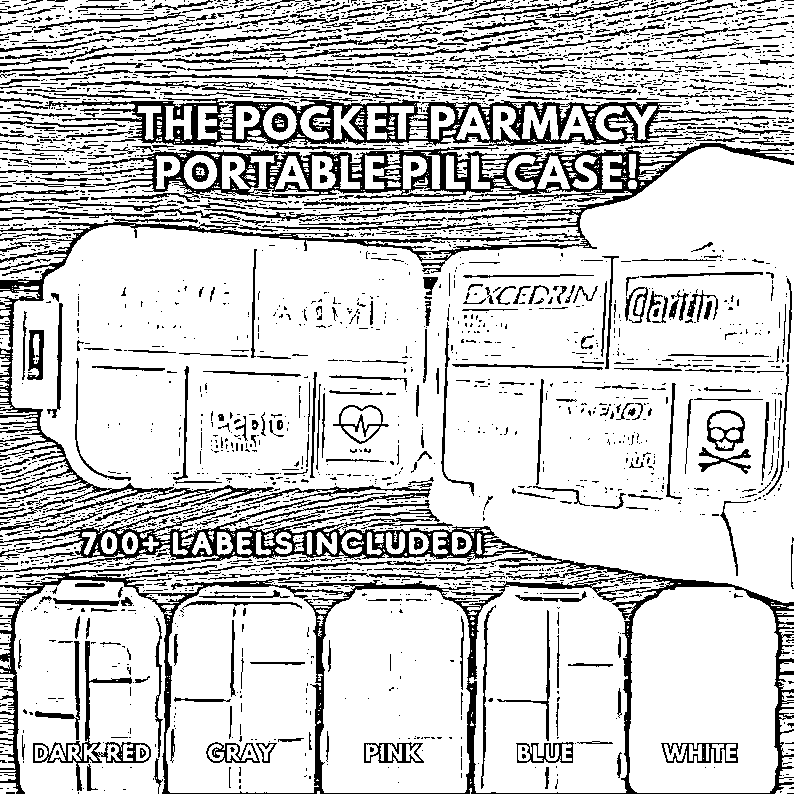 THE POCKET PARMACY
PORTABLE PILL CASE!
Advil
EXCEDRIN
Claritin
Pepto
TYLENOL
700+ LABELS INCLUDED!
DARK RED
GRAY
PINK
BLUE
WHITE